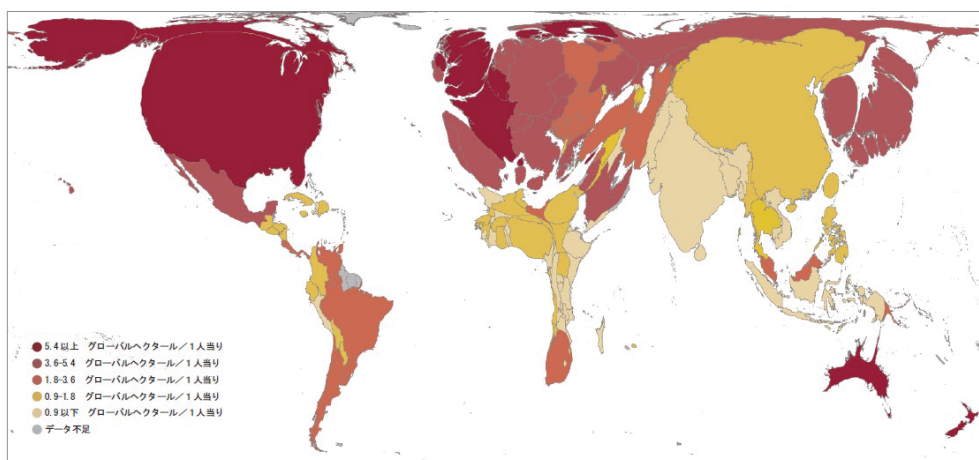 5.4以上 グローバルヘクタール/1人当り
3.6-5.4 グローバルヘクタール/1人当り
1.8-3.6 グローバルヘクタール/1人当り
0.9-1.8 グローバルヘクタール/1人当り
0.9以下 グローバルヘクタール/1人当り
データ不足